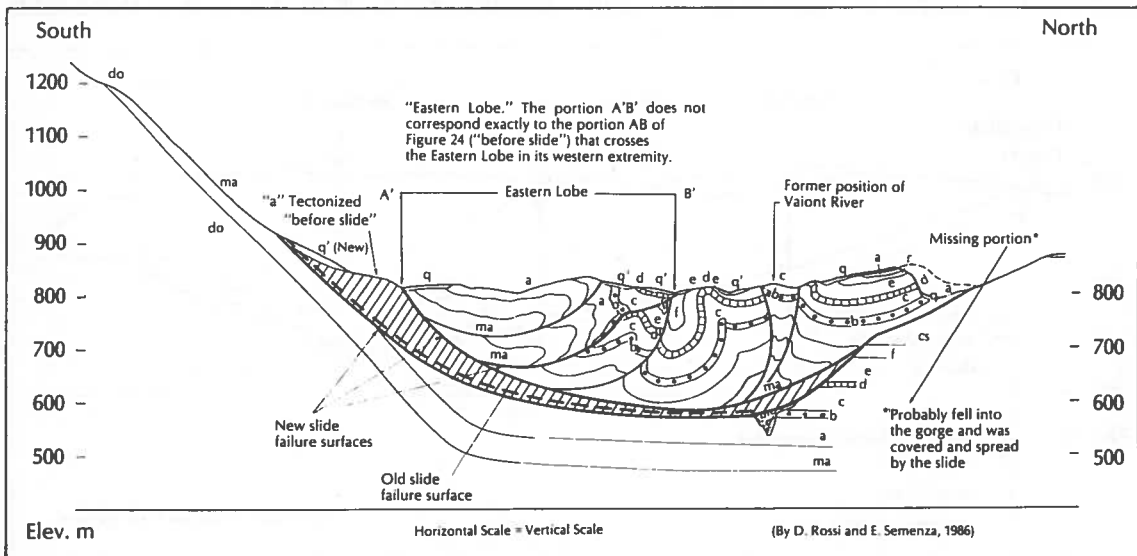 South
North
1200
1100
1000
900
800
700
600
500
Elev. m
800
700
600
500
do
ma
do
"Eastern Lobe." The portion A'B' does not
correspond exactly to the portion AB of
Figure 24 ("before slide") that crosses
the Eastern Lobe in its western extremity.
"a" Tectonized
"before slide"
A'
Eastern Lobe
B'
Former position of
Vaiont River
Missing portion*
q' (New)
q
a
q'
d
q'
e
d
e
q'
c
q
a
r
a
c
e
f
c
a
b
e
d
c
q
a
b
ma
c
b
ma
ma
cs
f
e
d
c
b
a
ma
New slide
failure surfaces
Old slide
failure surface
*Probably fell into
the gorge and was
covered and spread
by the slide
Horizontal Scale = Vertical Scale
(By D. Rossi and E. Semenza, 1986)